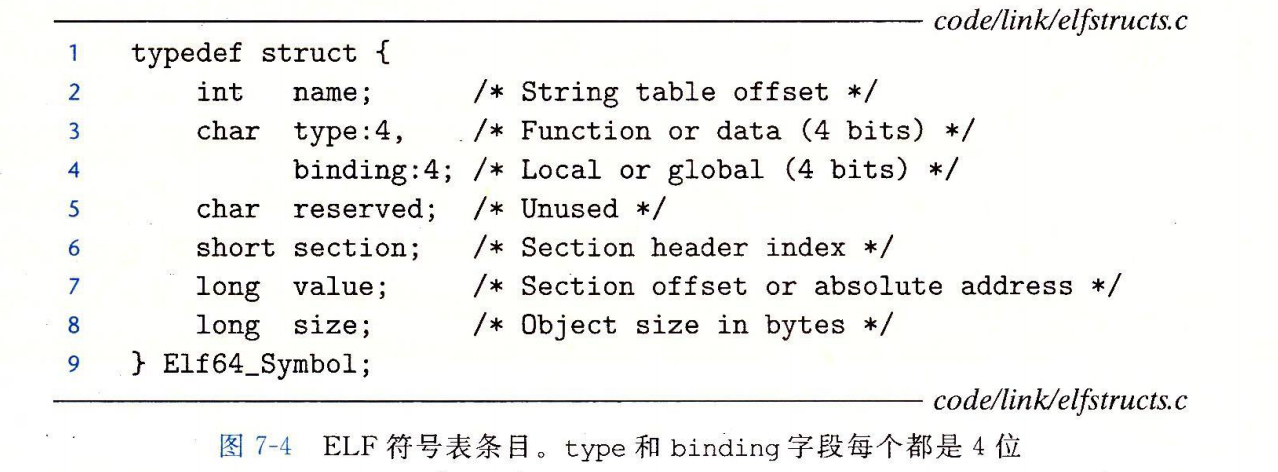 code/link/elfstructs.c
1 typedef struct {
2 int name; /* String table offset */
3 char type:4, /* Function or data (4 bits) */
4 binding:4; /* Local or global (4 bits) */
5 char reserved; /* Unused */
6 short section; /* Section header index */
7 long value; /* Section offset or absolute address */
8 long size; /* Object size in bytes */
9 } Elf64_Symbol;
code/link/elfstructs.c
图 7-4 ELF 符号表条目。type 和 binding 字段每个都是 4 位